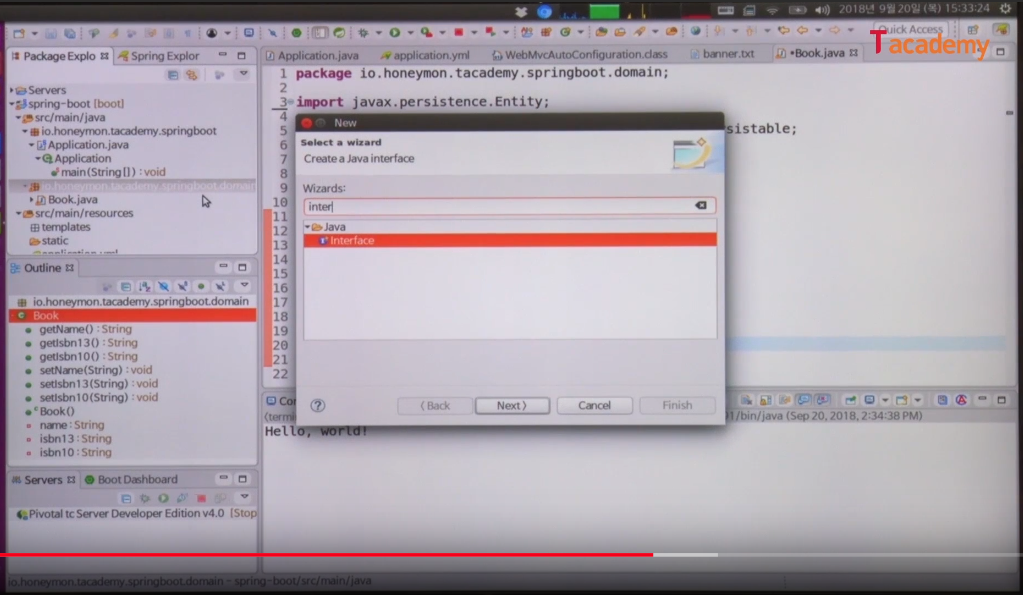 2018년 9월20일 (목) 15:33:24
Quick Access
Tacademy
Package Explo
Spring Explor
Servers
spring-boot [boot]
src/main/java
io.honeymon.tacademy.springboot
Application.java
Application
main(String[]) : void
io.honeymon.tacademy.springboot.domain
Book.java
src/main/resources
templates
static
application.yml
Outline
io.honeymon.tacademy.springboot.domain
Book
getName() : String
getIsbn13() : String
getIsbn10() : String
setName(String) : void
setIsbn13(String) : void
setIsbn10(String) : void
Book()
name : String
isbn13 : String
isbn10 : String
Servers
Boot Dashboard
Pivotal tc Server Developer Edition v4.0 [Stop
Application.java
application.yml
WebMvcAutoConfiguration.class
banner.txt
*Book.java
1 package io.honeymon.tacademy.springboot.domain;
2
3 import javax.persistence.Entity;
4
5 sistable;
6
7
8
9
10
11
12
13
14
15
16
17
18
19
20
21
22
New
Select a wizard
Create a Java interface
Wizards:
inter
Java
Interface
< Back
Next >
Cancel
Finish
Co
(termi
1/bin/java (Sep 20, 2018, 2:34:38 PM)
Hello, world!
io.honeymon.tacademy.springboot.domain - spring-boot/src/main/java